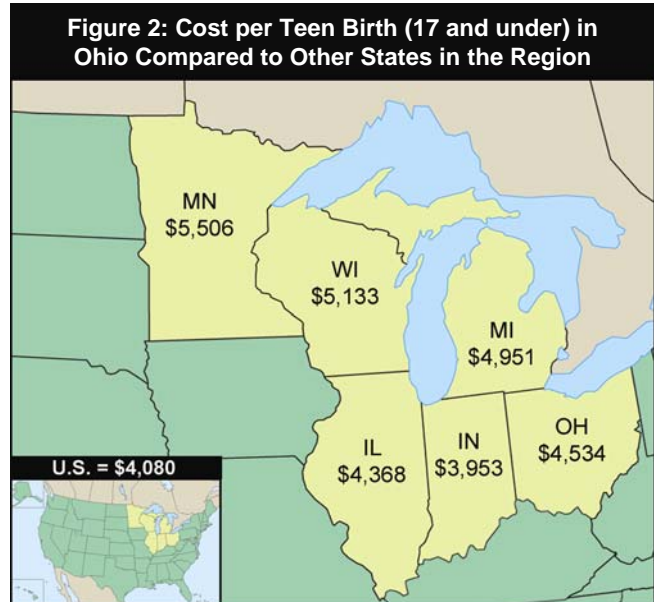 Figure 2: Cost per Teen Birth (17 and under) in
Ohio Compared to Other States in the Region
MN
$5,506
WI
$5,133
MI
$4,951
IL
$4,368
IN
$3,953
OH
$4,534
U.S. = $4,080